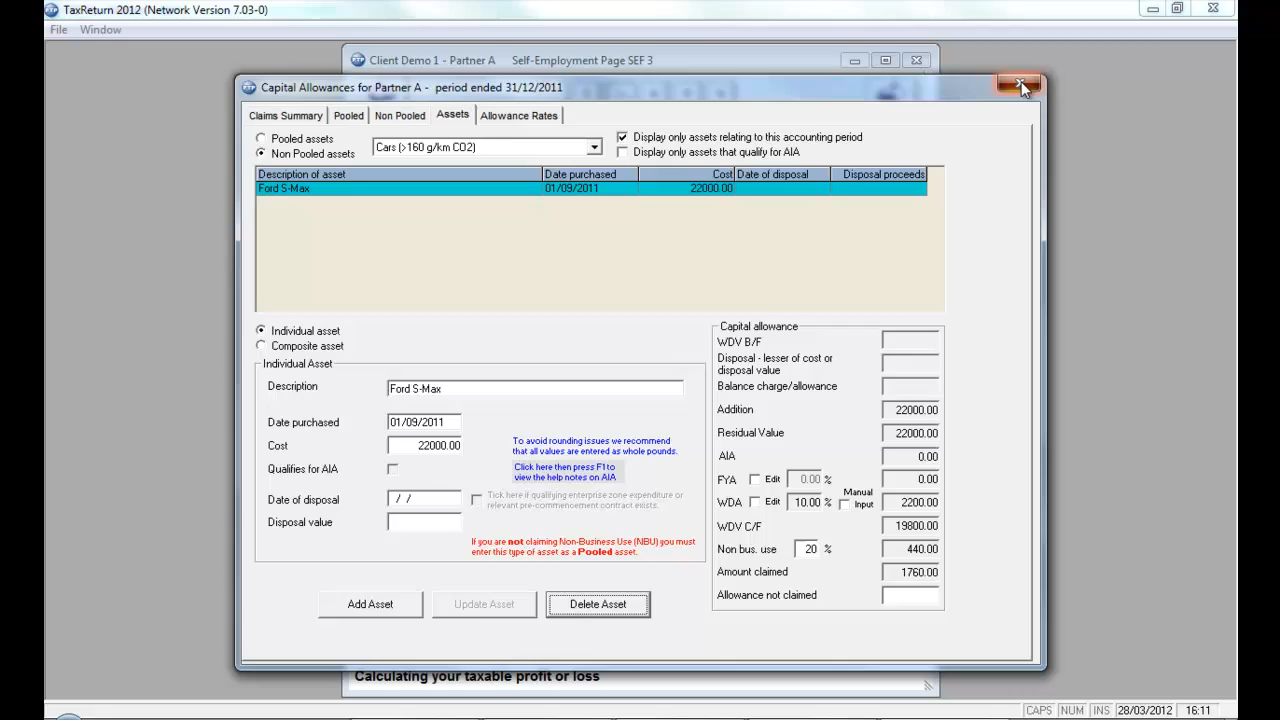 TaxReturn 2012 (Network Version 7.03-0)
File Window
Client Demo 1 - Partner A Self-Employment Page SEF 3
Capital Allowances for Partner A - period ended 31/12/2011
Claims Summary Pooled Non Pooled Assets Allowance Rates
Pooled assets
Non Pooled assets
Cars (>160 g/km CO2)
Display only assets relating to this accounting period
Display only assets that qualify for AIA
Description of asset Date purchased Cost Date of disposal Disposal proceeds
Ford S-Max 01/09/2011 22000.00
Individual asset
Composite asset
Individual Asset
Description Ford S-Max
Date purchased 01/09/2011
Cost 22000.00
Qualifies for AIA
To avoid rounding issues we recommend
that all values are entered as whole pounds.
Click here then press F1 to
view the help notes on AIA
Date of disposal / /
Tick here if qualifying enterprise zone expenditure or
relevant pre-commencement contract exists.
Disposal value
If you are not claiming Non-Business Use (NBU) you must
enter this type of asset as a Pooled asset.
Add Asset Update Asset Delete Asset
Capital allowance
WDV B/F
Disposal - lesser of cost or
disposal value
Balance charge/allowance
Addition 22000.00
Residual Value 22000.00
AIA 0.00
FYA Edit 0.00 % 0.00
Manual
Input
WDA Edit 10.00 % 2200.00
WDV C/F 19800.00
Non bus. use 20 % 440.00
Amount claimed 1760.00
Allowance not claimed
Calculating your taxable profit or loss
CAPS NUM INS 28/03/2012 16:11